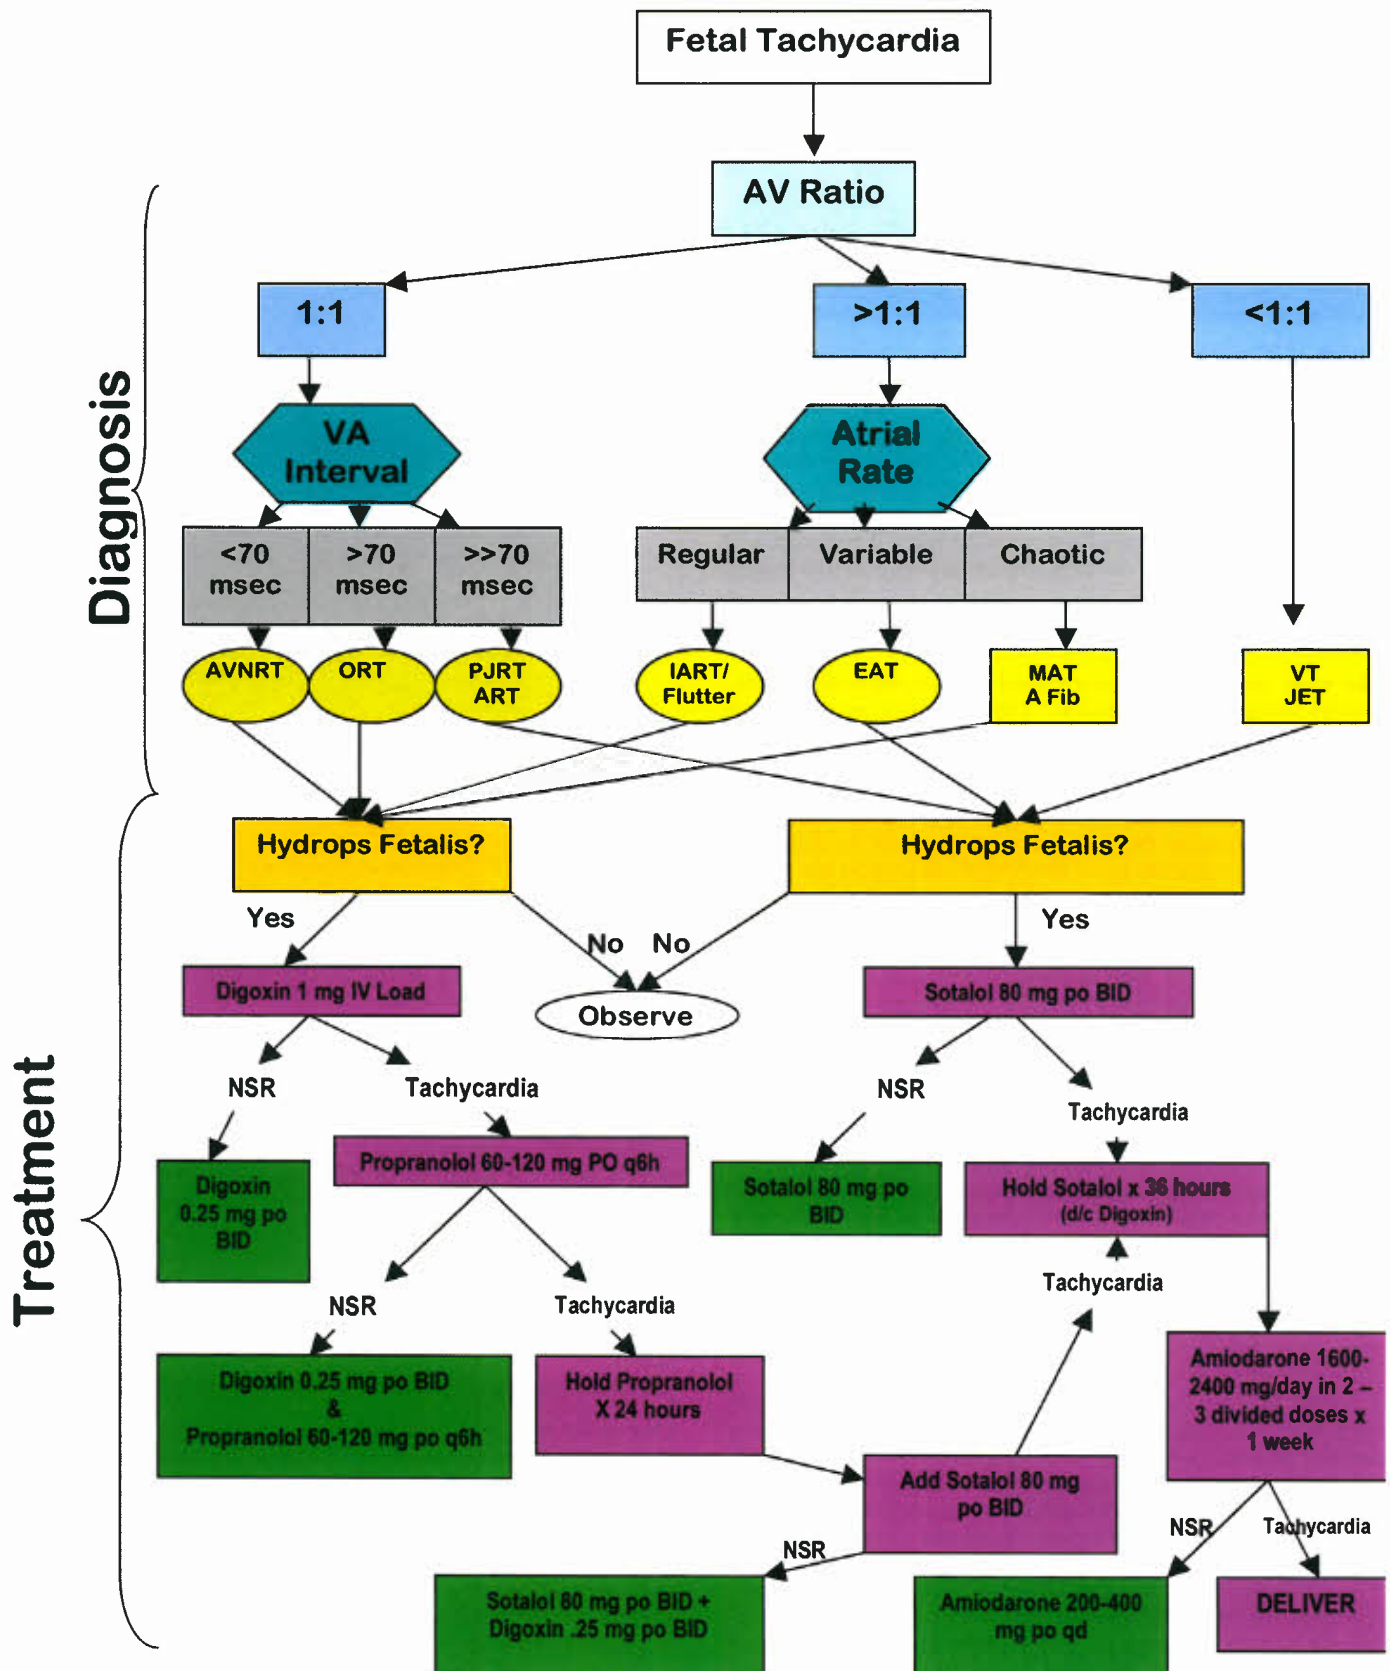 Fetal Tachycardia
AV Ratio
1:1
>1:1
<1:1
VA
Interval
Atrial
Rate
<70
msec
>70
msec
>>70
msec
Regular
Variable
Chaotic
AVNRT
ORT
PJRT
ART
IART/
Flutter
EAT
MAT
A Fib
VT
JET
Diagnosis
Hydrops Fetalis?
Hydrops Fetalis?
Yes
No
No
Yes
Digoxin 1 mg IV Load
Observe
Sotalol 80 mg po BID
NSR
Tachycardia
NSR
Tachycardia
Propranolol 60-120 mg PO q6h
Digoxin
0.25 mg po
BID
Sotalol 80 mg po
BID
Hold Sotalol x 36 hours
(d/c Digoxin)
Treatment
NSR
Tachycardia
Tachycardia
Digoxin 0.25 mg po BID
&
Propranolol 60-120 mg po q6h
Hold Propranolol
X 24 hours
Amiodarone 1600-
2400 mg/day in 2 –
3 divided doses x
1 week
Add Sotalol 80 mg
po BID
NSR
NSR
Tachycardia
Sotalol 80 mg po BID +
Digoxin .25 mg po BID
Amiodarone 200-400
mg po qd
DELIVER